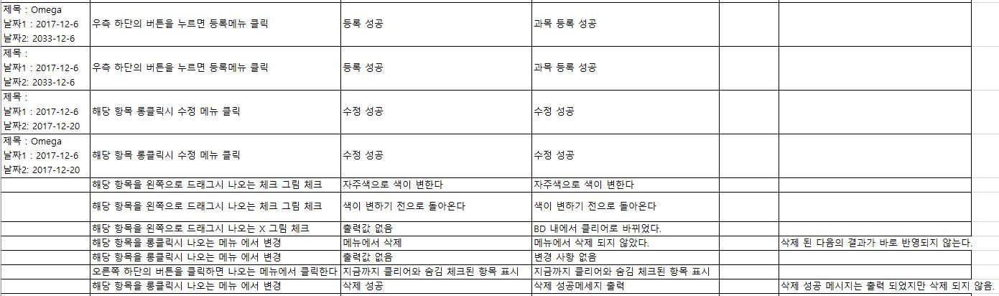 제목 : Omega
날짜1 : 2017-12-6
날짜2: 2033-12-6
우측 하단의 버튼을 누르면 등록메뉴 클릭
등록 성공
과목 등록 성공
제목 :
날짜1 : 2017-12-6
날짜2: 2033-12-6
우측 하단의 버튼을 누르면 등록메뉴 클릭
등록 성공
과목 등록 성공
제목 :
날짜1 : 2017-12-6
날짜2: 2017-12-20
해당 항목 롱클릭시 수정 메뉴 클릭
수정 성공
수정 성공
제목 : Omega
날짜1 : 2017-12-6
날짜2: 2017-12-20
해당 항목 롱클릭시 수정 메뉴 클릭
수정 성공
수정 성공
해당 항목을 왼쪽으로 드래그시 나오는 체크 그림 체크
자주색으로 색이 변한다
자주색으로 색이 변한다
해당 항목을 왼쪽으로 드래그시 나오는 체크 그림 체크
색이 변하기 전으로 돌아온다
색이 변하기 전으로 돌아온다
해당 항목을 왼쪽으로 드래그시 나오는 X 그림 체크
출력값 없음
BD 내에서 클리어로 바뀌었다.
해당 항목을 롱클릭시 나오는 메뉴 에서 변경
메뉴에서 삭제
메뉴에서 삭제 되지 않았다.
삭제 된 다음의 결과가 바로 반영되지 않는다.
해당 항목을 롱클릭시 나오는 메뉴 에서 변경
출력값 없음
변경 사항 없음
오른쪽 하단의 버튼을 클릭하면 나오는 메뉴에서 클릭한다
지금까지 클리어와 숨김 체크된 항목 표시
지금까지 클리어와 숨김 체크된 항목 표시
해당 항목을 롱클릭시 나오는 메뉴 에서 변경
삭제 성공
삭제 성공메세지 출력
삭제 성공 메시지는 출력 되었지만 삭제 되지 않음.